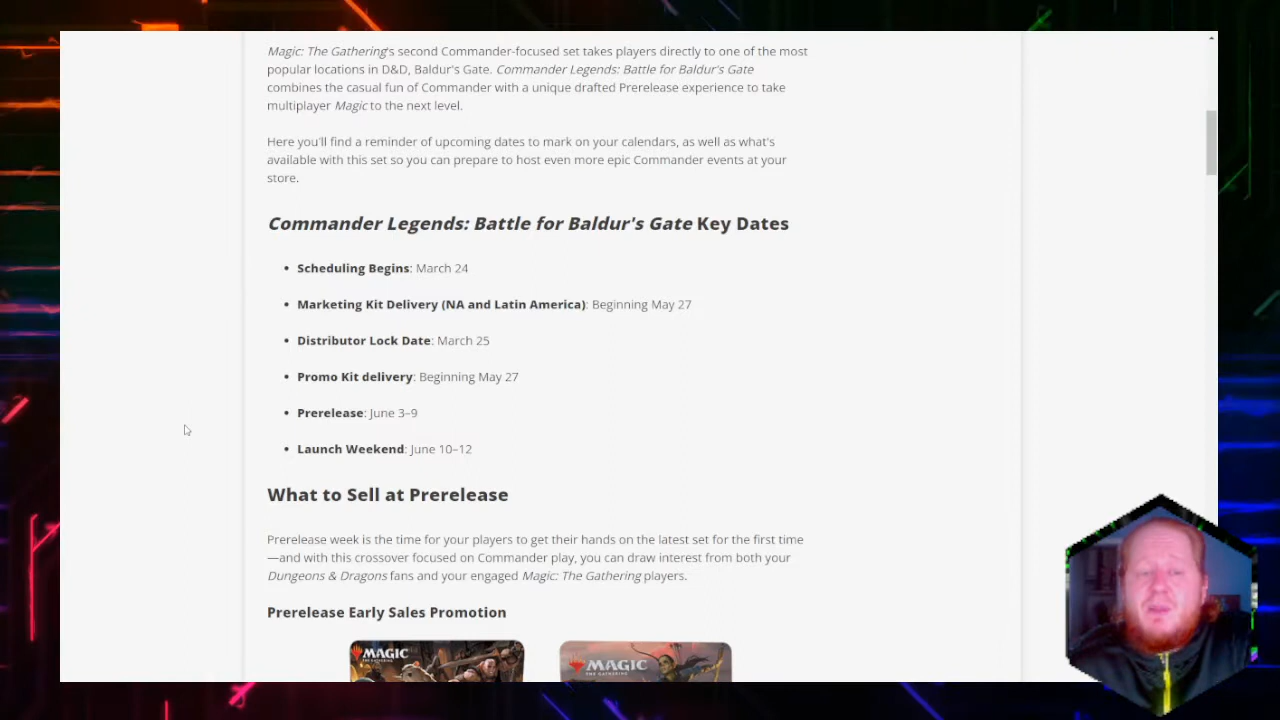 Magic: The Gathering's second Commander-focused set takes players directly to one of the most
popular locations in D&D, Baldur's Gate. Commander Legends: Battle for Baldur's Gate
combines the casual fun of Commander with a unique drafted Prerelease experience to take
multiplayer Magic to the next level.
Here you'll find a reminder of upcoming dates to mark on your calendars, as well as what's
available with this set so you can prepare to host even more epic Commander events at your
store.
Commander Legends: Battle for Baldur's Gate Key Dates
• Scheduling Begins: March 24
• Marketing Kit Delivery (NA and Latin America): Beginning May 27
• Distributor Lock Date: March 25
• Promo Kit delivery: Beginning May 27
• Prerelease: June 3–9
• Launch Weekend: June 10–12
What to Sell at Prerelease
Prerelease week is the time for your players to get their hands on the latest set for the first time
—and with this crossover focused on Commander play, you can draw interest from both your
Dungeons & Dragons fans and your engaged Magic: The Gathering players.
Prerelease Early Sales Promotion
MAGIC
THE GATHERING
MAGIC
THE GATHERING